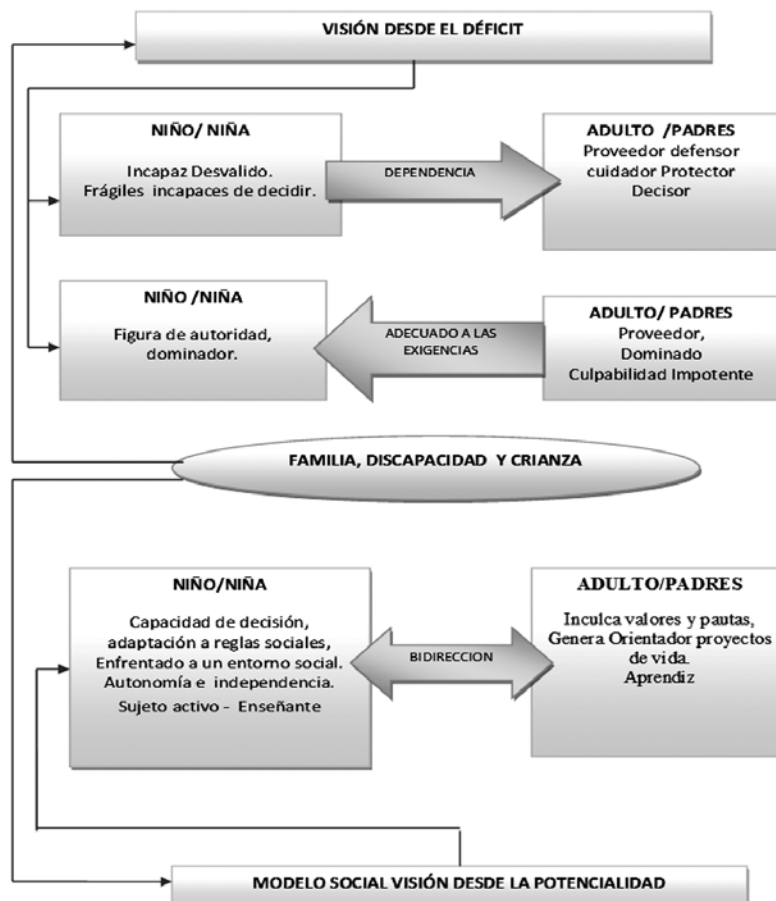 VISIÓN DESDE EL DÉFICIT
NIÑO/ NIÑA
Incapaz Desvalido.
Frágiles incapaces de decidir.
DEPENDENCIA
ADULTO /PADRES
Proveedor defensor
cuidador Protector
Decisor
NIÑO /NIÑA
Figura de autoridad,
dominador.
ADECUADO A LAS
EXIGENCIAS
ADULTO/ PADRES
Proveedor,
Dominado
Culpabilidad Impotente
FAMILIA, DISCAPACIDAD Y CRIANZA
NIÑO/NIÑA
Capacidad de decisión,
adaptación a reglas sociales,
Enfrentado a un entorno social.
Autonomía e independencia.
Sujeto activo - Enseñante
BIDIRECCION
ADULTO/PADRES
Inculca valores y pautas,
Genera Orientador proyectos
de vida.
Aprendiz
MODELO SOCIAL VISIÓN DESDE LA POTENCIALIDAD